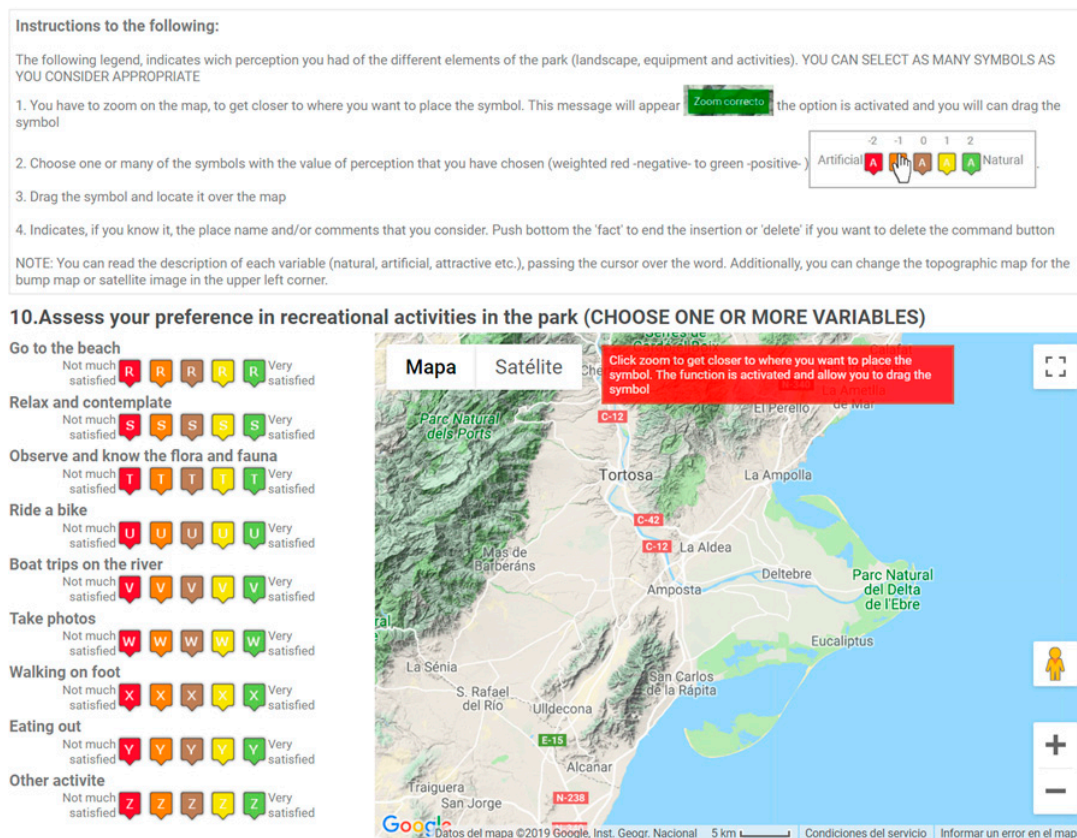 Instructions to the following:
The following legend, indicates wich perception you had of the different elements of the park (landscape, equipment and activities). YOU CAN SELECT AS MANY SYMBOLS AS
YOU CONSIDER APPROPRIATE
1. You have to zoom on the map, to get closer to where you want to place the symbol. This message will appear Zoom correcto the option is activated and you will can drag the
symbol
-2 -1 0 1 2
2. Choose one or many of the symbols with the value of perception that you have chosen (weighted red -negative- to green -positive- ) Artificial A A A A Natural .
3. Drag the symbol and locate it over the map
4. Indicates, if you know it, the place name and/or comments that you consider. Push bottom the 'fact' to end the insertion or 'delete' if you want to delete the command button
NOTE: You can read the description of each variable (natural, artificial, attractive etc.), passing the cursor over the word. Additionally, you can change the topographic map for the
bump map or satellite image in the upper left corner.
10.Assess your preference in recreational activities in the park (CHOOSE ONE OR MORE VARIABLES)
Go to the beach
Not much satisfied R R R R R Very satisfied
Relax and contemplate
Not much satisfied S S S S S Very satisfied
Observe and know the flora and fauna
Not much satisfied T T T T T Very satisfied
Ride a bike
Not much satisfied U U U U U Very satisfied
Boat trips on the river
Not much satisfied V V V V V Very satisfied
Take photos
Not much satisfied W W W W W Very satisfied
Walking on foot
Not much satisfied X X X X X Very satisfied
Eating out
Not much satisfied Y Y Y Y Y Very satisfied
Other activite
Not much satisfied Z Z Z Z Z Very satisfied
Mapa Satélite
Click zoom to get closer to where you want to place the
symbol. The function is activated and allow you to drag the
symbol
El Perelló
de Mar
C-12
Parc Natural
dels Ports
Tortosa
La Ampolla
C-42
C-12
La Aldea
Mas de
Barberáns
Deltebre
Parc Natural
del Delta
de l'Ebre
Amposta
Eucaliptus
La Sénia
San Carlos
de la Rápita
S. Rafael
del Río
Ulldecona
E-15
Alcanar
Traiguera
San Jorge
N-238
Google
Datos del mapa ©2019 Google, Inst. Geogr. Nacional 5 km Condiciones del servicio Informar un error en el mapa